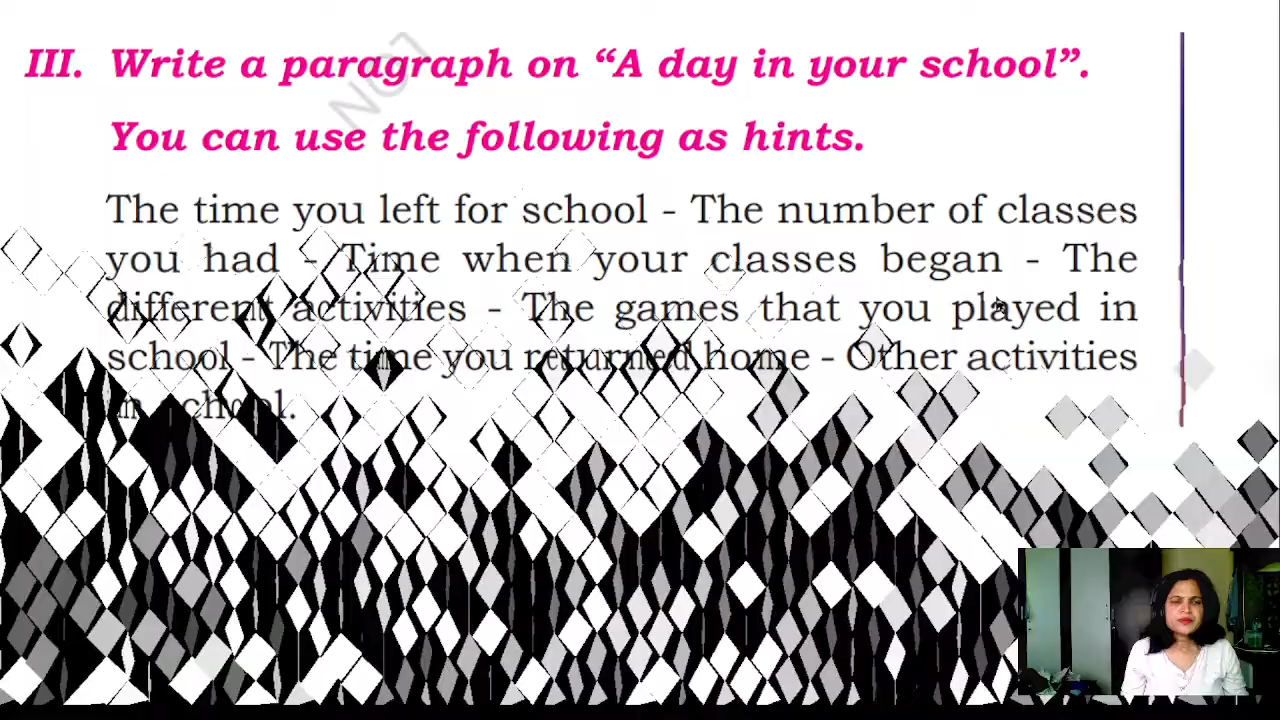 III. Write a paragraph on “A day in your school”.
You can use the following as hints.
The time you left for school - The number of classes
you had - Time when your classes began - The
different activities - The games that you played in
school - The time you returned home - Other activities
in school.